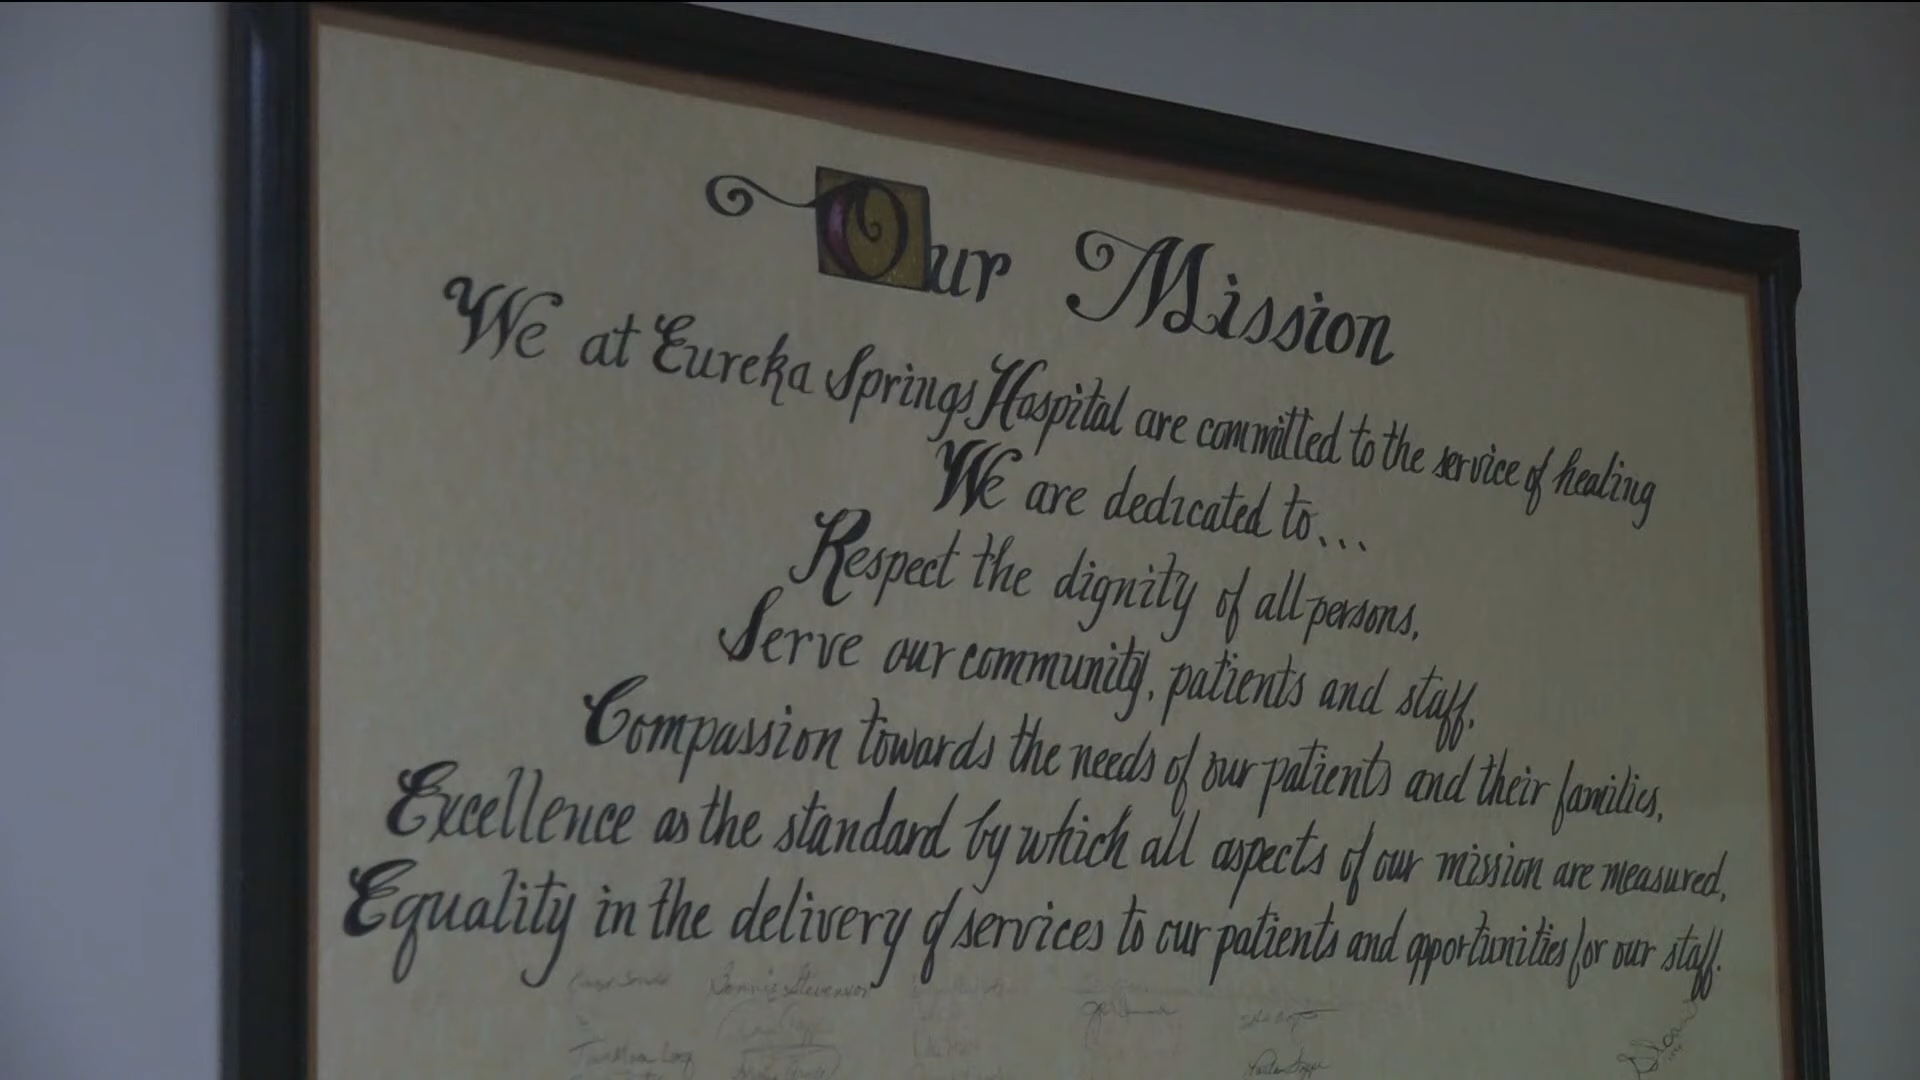 Our Mission
We at Eureka Springs Hospital are committed to the service of healing
We are dedicated to...
Respect the dignity of all persons,
Serve our community, patients and staff,
Compassion towards the needs of our patients and their families,
Excellence as the standard by which all aspects of our mission are measured,
Equality in the delivery of services to our patients and opportunities for our staff.
Bonnie Stevenson